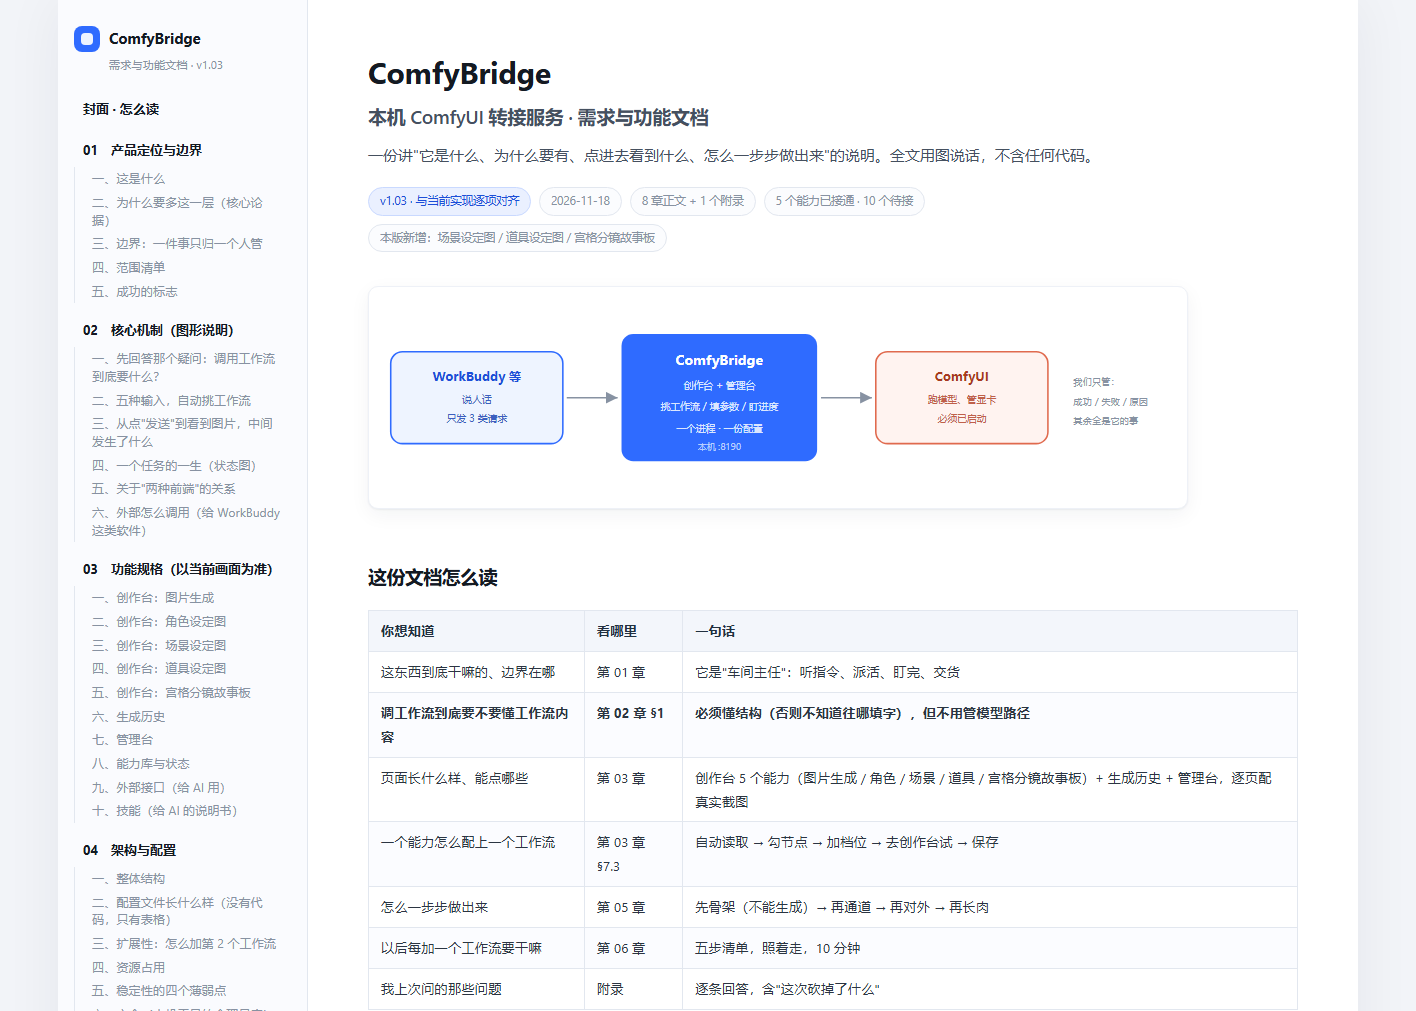 ComfyBridge
需求与功能文档 · v1.03
封面 · 怎么读
01 产品定位与边界
一、这是什么
二、为什么要多这一层（核心论
据）
三、边界：一件事只归一个人管
四、范围清单
五、成功的标志
02 核心机制（图形说明）
一、先回答那个疑问：调用工作流
到底要什么？
二、五种输入，自动挑工作流
三、从点"发送"到看到图片，中间
发生了什么
四、一个任务的一生（状态图）
五、关于"两种前端"的关系
六、外部怎么调用（给 WorkBuddy
这类软件）
03 功能规格（以当前画面为准）
一、创作台：图片生成
二、创作台：角色设定图
三、创作台：场景设定图
四、创作台：道具设定图
五、创作台：宫格分镜故事板
六、生成历史
七、管理台
八、能力库与状态
九、外部接口（给 AI 用）
十、技能（给 AI 的说明书）
04 架构与配置
一、整体结构
二、配置文件长什么样（没有代
码，只有表格）
三、扩展性：怎么加第 2 个工作流
四、资源占用
五、稳定性的四个薄弱点
ComfyBridge
本机 ComfyUI 转接服务 · 需求与功能文档
一份讲"它是什么、为什么要有、点进去看到什么、怎么一步步做出来"的说明。全文用图说话，不含任何代码。
v1.03 · 与当前实现逐项对齐
2026-11-18
8 章正文 + 1 个附录
5 个能力已接通 · 10 个待接
本版新增：场景设定图 / 道具设定图 / 宫格分镜故事板
WorkBuddy 等
说人话
只发 3 类请求
ComfyBridge
创作台 + 管理台
挑工作流 / 填参数 / 盯进度
一个进程 · 一份配置
本机 :8190
ComfyUI
跑模型、管显卡
必须已启动
我们只管：
成功 / 失败 / 原因
其余全是它的事
这份文档怎么读
你想知道 看哪里 一句话
这东西到底干嘛的、边界在哪 第 01 章 它是"车间主任"：听指令、派活、盯完、交货
调工作流到底要不要懂工作流内 第 02 章 §1 必须懂结构（否则不知道往哪填字），但不用管模型路径
容
页面长什么样、能点哪些 第 03 章 创作台 5 个能力（图片生成 / 角色 / 场景 / 道具 / 宫格分镜故事板）+ 生成历史 + 管理台，逐页配
真实截图
一个能力怎么配上一个工作流 第 03 章 自动读取 → 勾节点 → 加档位 → 去创作台试 → 保存
§7.3
怎么一步步做出来 第 05 章 先骨架（不能生成）→ 再通道 → 再对外 → 再长肉
以后每加一个工作流要干嘛 第 06 章 五步清单，照着走，10 分钟
我上次问的那些问题 附录 逐条回答，含"这次砍掉了什么"